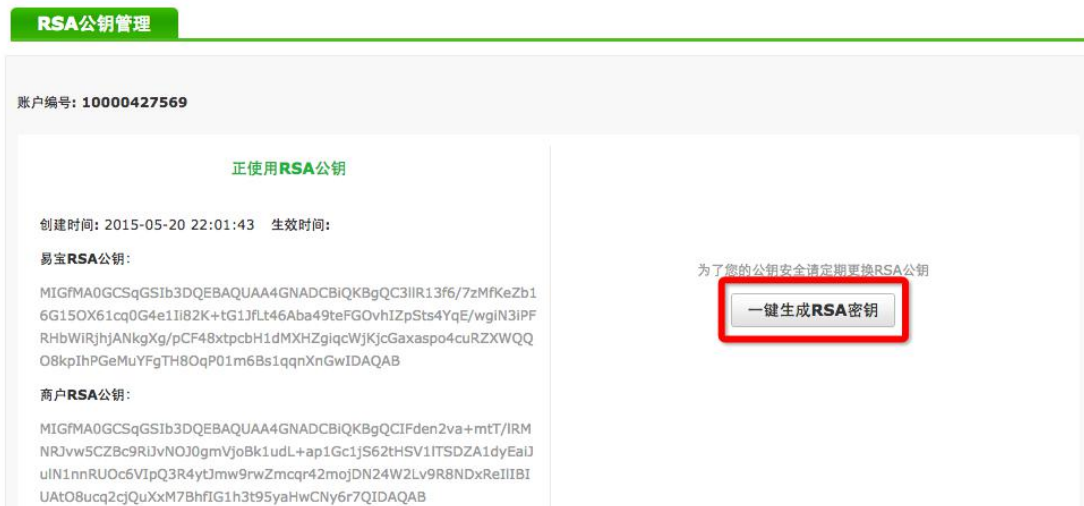 RSA公钥管理
账户编号: 10000427569
正使用RSA公钥
创建时间: 2015-05-20 22:01:43 生效时间:
易宝RSA公钥:
MIGfMA0GCSqGSIb3DQEBAQUAA4GNADCBiQKBgQC3llR13f6/7zMfKeZb1
6G15OX61cq0G4e1Ii82K+tG1JfLt46Aba49teFGOvhIZpSts4YqE/wgiN3iPF
RHbWiRjhjANkgXg/pCF48xtpcbH1dMXHZgiqcWjKjcGaxaspo4cuRZXWQQ
O8kpIhPGeMuYFgTH8OqP01m6Bs1qqnXnGwIDAQAB
商户RSA公钥:
MIGfMA0GCSqGSIb3DQEBAQUAA4GNADCBiQKBgQCIFden2va+mtT/lRM
NRJvw5CZBc9RiJvNOJ0gmVjoBk1udL+ap1Gc1jS62tHSV1lTSDZA1dyEaiJ
ulN1nnRUOc6VIpQ3R4ytJmw9rwZmcqr42mojDN24W2Lv9R8NDxReIlIBI
UAtO8ucq2cjQuXxM7BhfIG1h3t95yaHwCNy6r7QIDAQAB
为了您的公钥安全请定期更换RSA公钥
一键生成RSA密钥